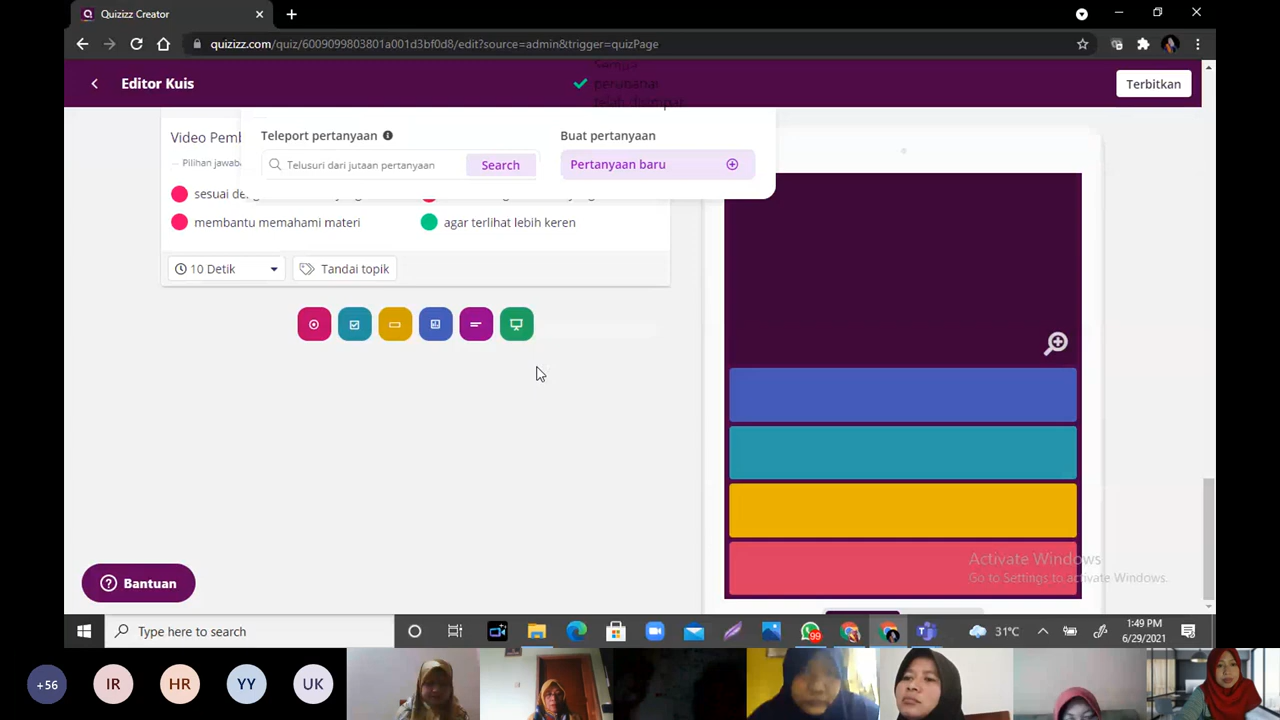 Quizizz Creator
quizizz.com/quiz/6009099803801a001d3bf0d8/edit?source=admin&trigger=quizPage
Editor Kuis
Terbitkan
Video Pemb
Teleport pertanyaan
Buat pertanyaan
Pilihan jawaba
Telusuri dari jutaan pertanyaan
Search
Pertanyaan baru
sesuai de
membantu memahami materi
agar terlihat lebih keren
10 Detik
Tandai topik
Activate Windows
Go to Settings to activate Windows.
Bantuan
Type here to search
99
31°C
1:49 PM
6/29/2021
+56
IR
HR
YY
UK